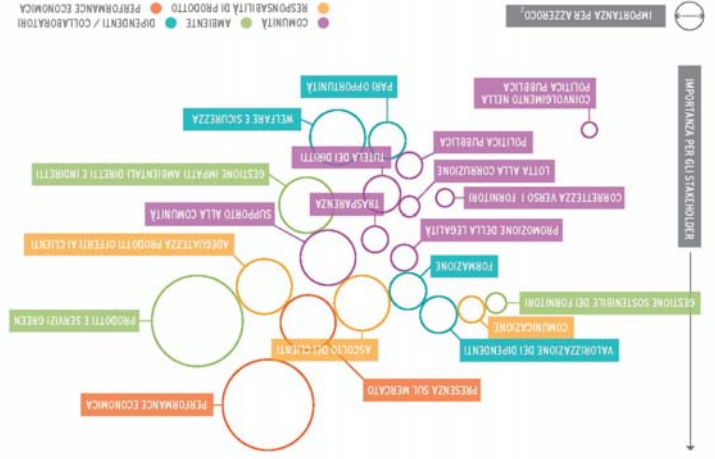 PERFORMANCE ECONOMICA
PRESENZA SUL MERCATO
VALORIZZAZIONE DEI DIPENDENTI
ASCOLTO DEI CLIENTI
COMUNICAZIONE
PRODOTTI E SERVIZI GREEN
GESTIONE SOSTENIBILE DEI FORNITORI
FORMAZIONE
ADEGUATEZZA PRODOTTI OFFERTI AI CLIENTI
PROMOZIONE DELLA LEGALITÀ
SUPPORTO ALLA COMUNITÀ
TRASPARENZA
CORRETTEZZA VERSO I FORNITORI
GESTIONE IMPATTI AMBIENTALI DIRETTI E INDIRETTI
LOTTA ALLA CORRUZIONE
TUTELA DEI DIRITTI
POLITICA PUBBLICA
WELFARE E SICUREZZA
COINVOLGIMENTO NELLA
POLITICA PUBBLICA
PARI OPPORTUNITÀ
IMPORTANZA PER GLI STAKEHOLDER
IMPORTANZA PER AZZEROCO₂
COMUNITÀ AMBIENTE DIPENDENTI / COLLABORATORI
RESPONSABILITÀ DI PRODOTTO PERFORMANCE ECONOMICA